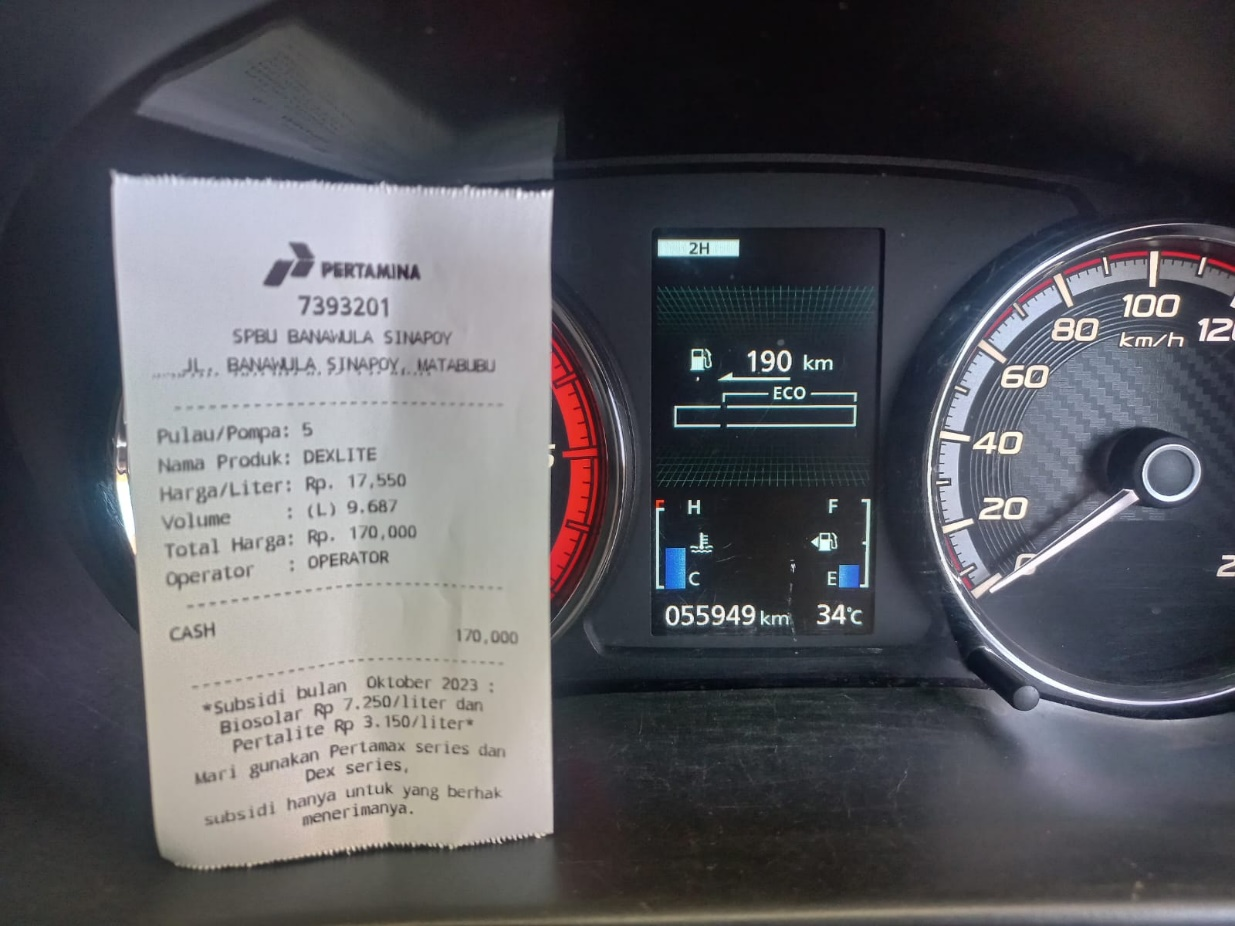 PERTAMINA
7393201
SPBU BANAWULA SINAPOY
JL,. BANAWULA SINAPOY, MATABUBU
Pulau/Pompa: 5
Nama Produk: DEXLITE
Harga/Liter: Rp. 17,550
Volume : (L) 9.687
Total Harga: Rp. 170,000
Operator : OPERATOR
CASH 170,000
*Subsidi bulan Oktober 2023 :
Biosolar Rp 7.250/liter dan
Pertalite Rp 3.150/liter*
Mari gunakan Pertamax series dan
Dex series,
subsidi hanya untuk yang berhak
menerimanya.
2H
190 km
ECO
H F
C E
055949 km 34°C
0
20
40
60
80
100
120
km/h